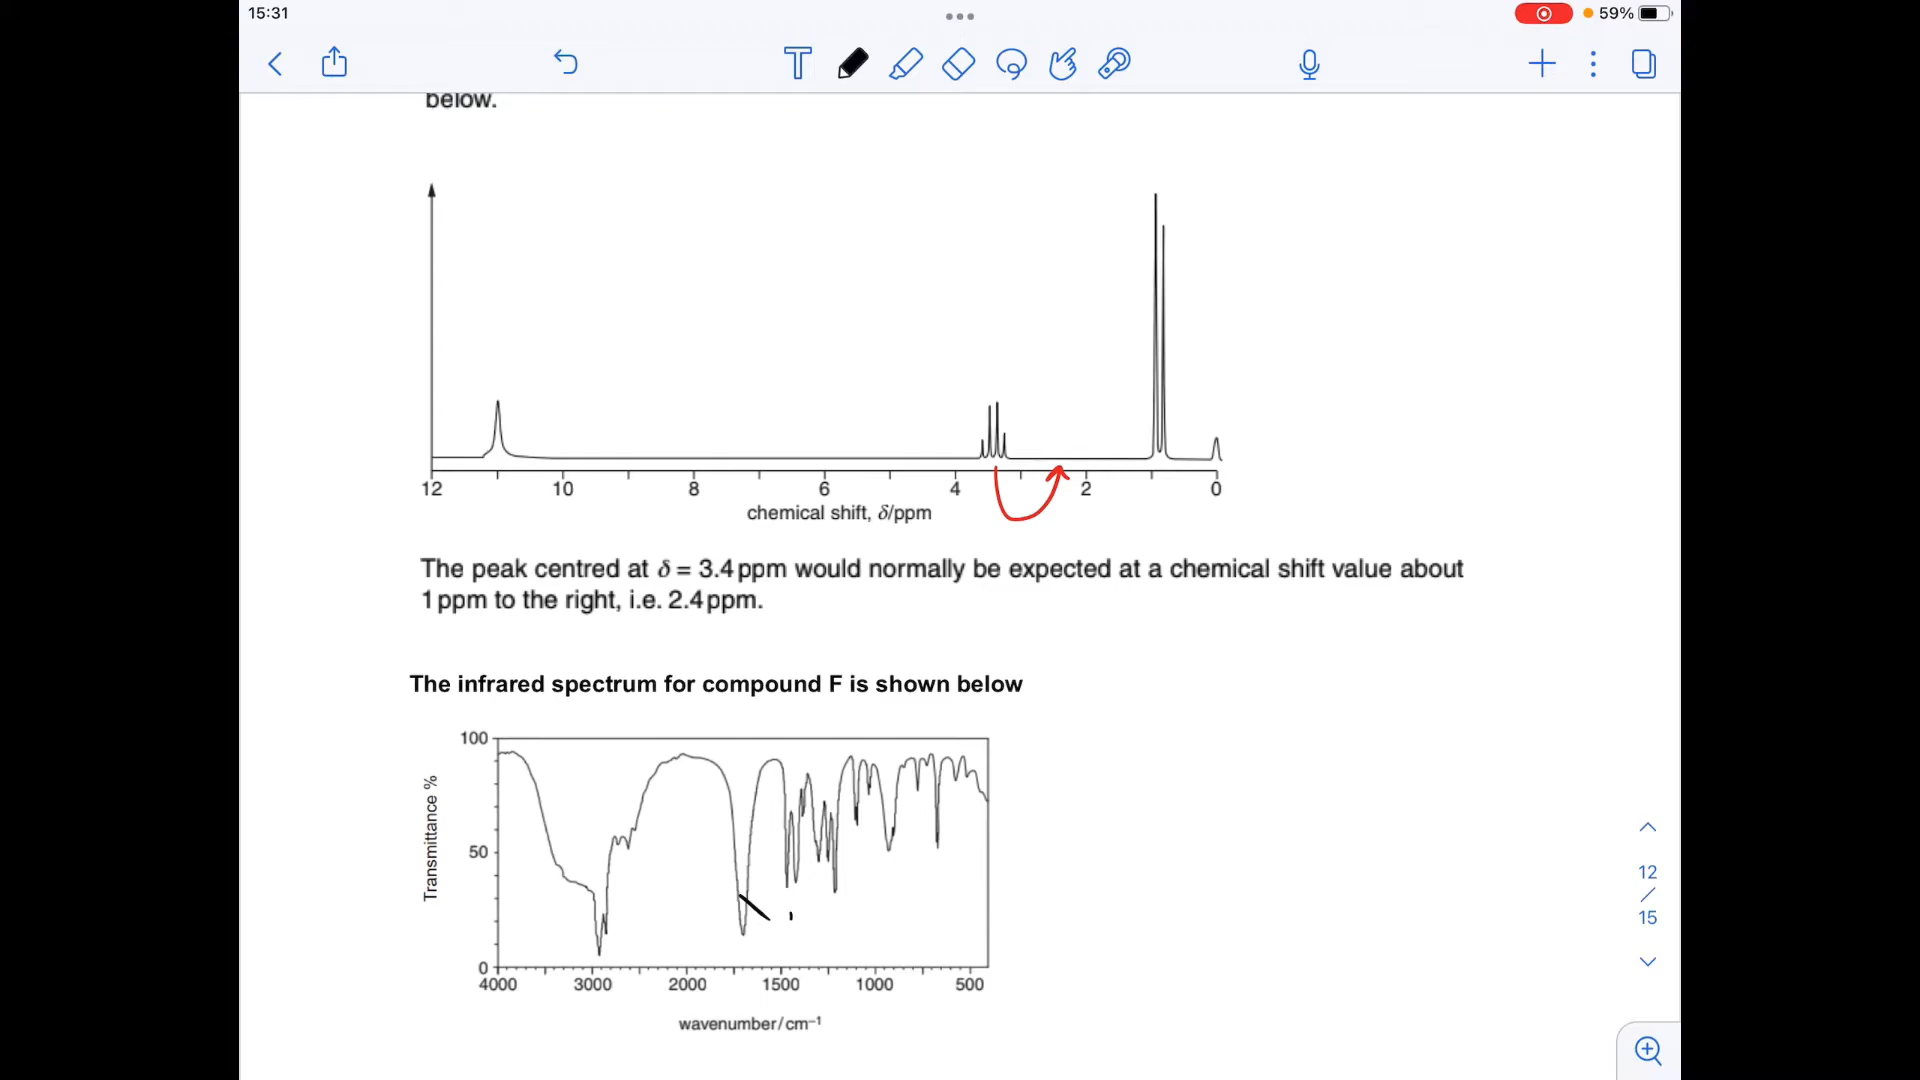 15:31
59%
T
below.
12 10 8 6 4 2 0
chemical shift, δ/ppm
The peak centred at δ = 3.4 ppm would normally be expected at a chemical shift value about
1 ppm to the right, i.e. 2.4 ppm.
The infrared spectrum for compound F is shown below
100
Transmittance %
50
0
4000 3000 2000 1500 1000 500
wavenumber/cm⁻¹
12
/
15